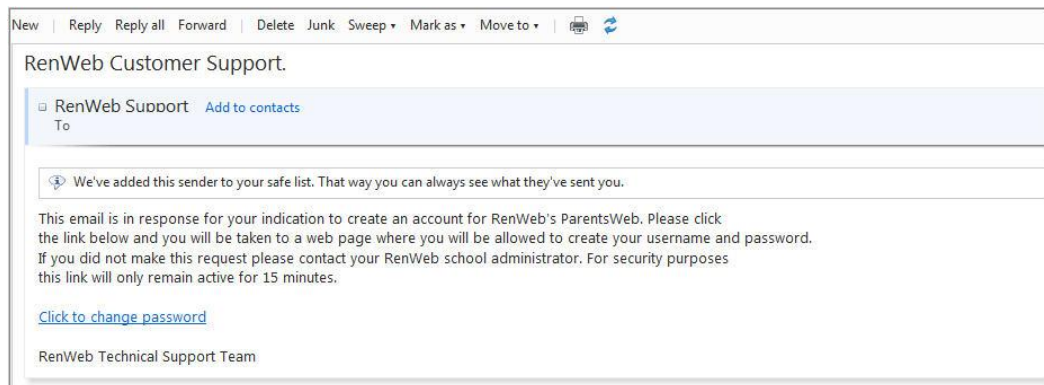 New | Reply Reply all Forward | Delete Junk Sweep Mark as Move to
RenWeb Customer Support.
RenWeb Support Add to contacts
To
We've added this sender to your safe list. That way you can always see what they've sent you.
This email is in response for your indication to create an account for RenWeb's ParentsWeb. Please click
the link below and you will be taken to a web page where you will be allowed to create your username and password.
If you did not make this request please contact your RenWeb school administrator. For security purposes
this link will only remain active for 15 minutes.
Click to change password
RenWeb Technical Support Team